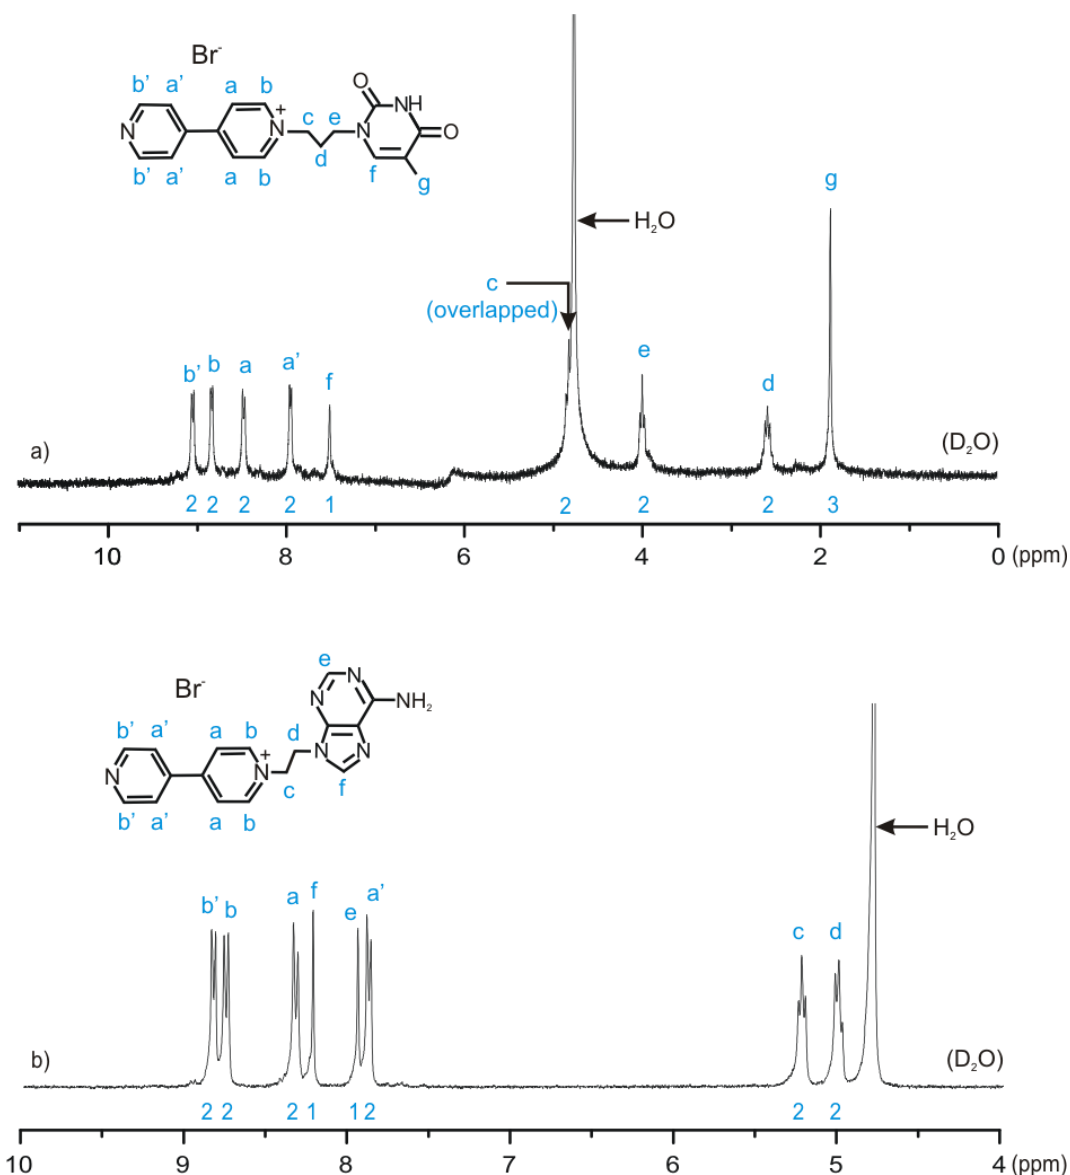 Br-
b' a' a b
N N+ c e N O NH O
d
b' a' a b f g
g
H2O
c
(overlapped)
b' b a a' f e d
a) (D2O)
2 2 2 2 1 2 2 2 3
10 8 6 4 2 0 (ppm)
e
N N
Br- N NH2
b' a' a b d
N N+ N N
c f
b' a' a b
H2O
b' b a f e a' c d
b) (D2O)
2 2 2 1 1 2 2 2
10 9 8 7 6 5 4 (ppm)